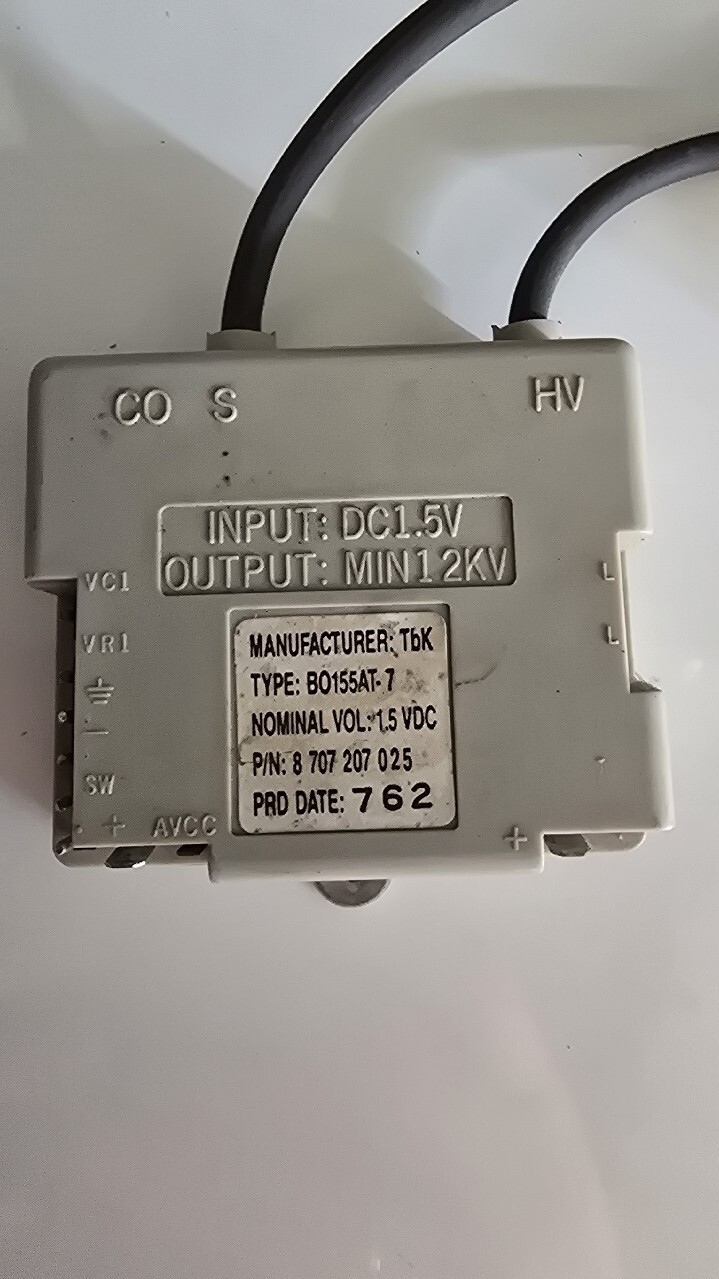 CO S HV
INPUT: DC1.5V
OUTPUT: MIN12KV
VC1
L
VR1
L
MANUFACTURER: TbK
TYPE: BO155AT-7
NOMINAL VOL: 1.5 VDC
P/N: 8 707 207 025
PRD DATE: 762
−
SW
+ AVCC
+